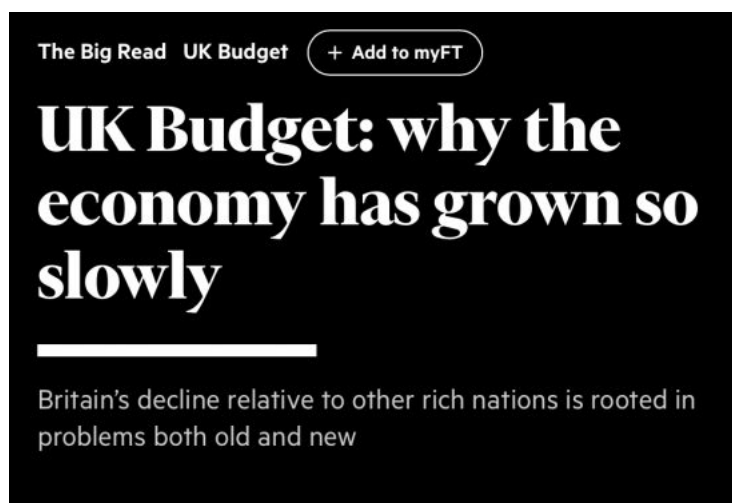 The Big Read UK Budget + Add to myFT
UK Budget: why the
economy has grown so
slowly
Britain’s decline relative to other rich nations is rooted in
problems both old and new